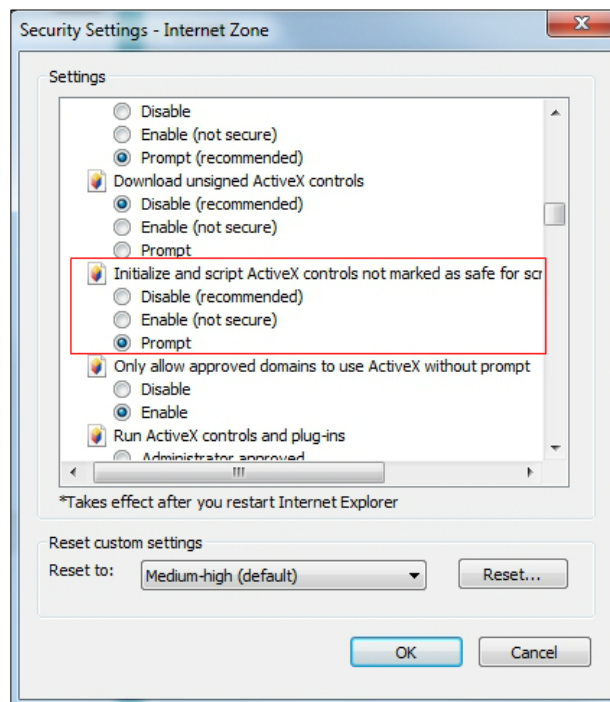 Security Settings - Internet Zone
Settings
Disable
Enable (not secure)
Prompt (recommended)
Download unsigned ActiveX controls
Disable (recommended)
Enable (not secure)
Prompt
Initialize and script ActiveX controls not marked as safe for scr
Disable (recommended)
Enable (not secure)
Prompt
Only allow approved domains to use ActiveX without prompt
Disable
Enable
Run ActiveX controls and plug-ins
Administrator approved
*Takes effect after you restart Internet Explorer
Reset custom settings
Reset to: Medium-high (default) Reset...
OK Cancel